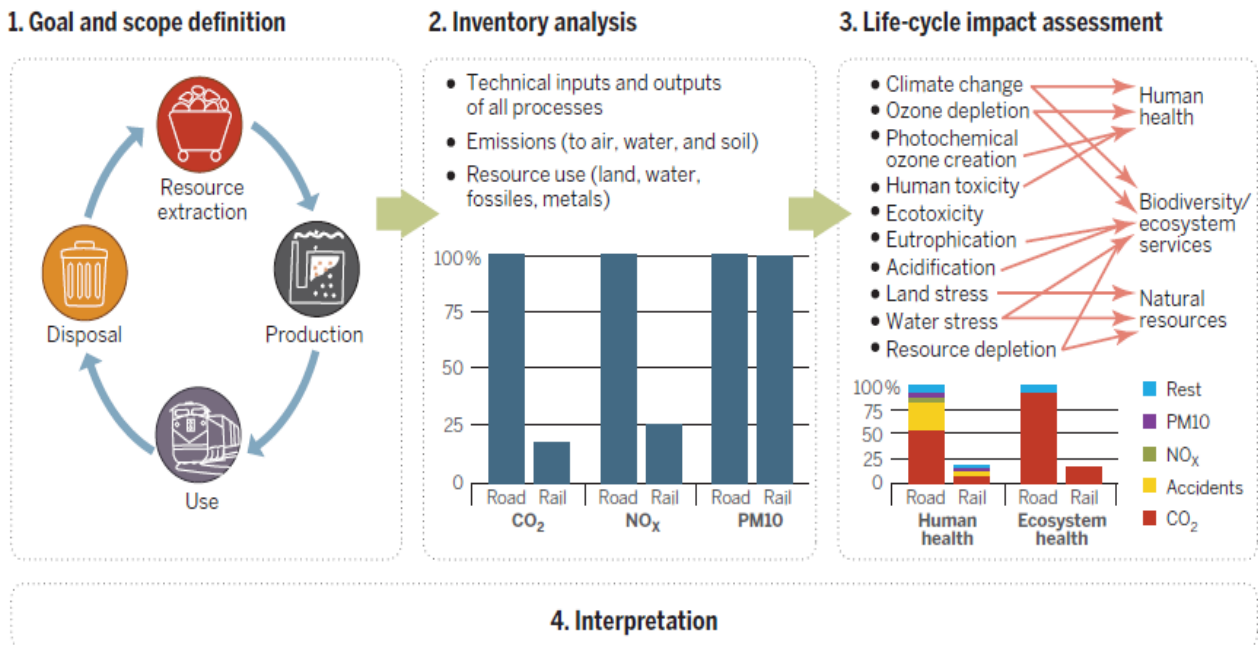 1. Goal and scope definition
Resource
extraction
Production
Use
Disposal
2. Inventory analysis
• Technical inputs and outputs
of all processes
• Emissions (to air, water, and soil)
• Resource use (land, water,
fossiles, metals)
100%
75
50
25
0
Road Rail Road Rail Road Rail
CO₂ NOₓ PM10
3. Life-cycle impact assessment
• Climate change
• Ozone depletion
• Photochemical
ozone creation
• Human toxicity
• Ecotoxicity
• Eutrophication
• Acidification
• Land stress
• Water stress
• Resource depletion
Human
health
Biodiversity/
ecosystem
services
Natural
resources
100%
75
50
25
0
Road Rail Road Rail
Human
health
Ecosystem
health
Rest
PM10
NOₓ
Accidents
CO₂
4. Interpretation